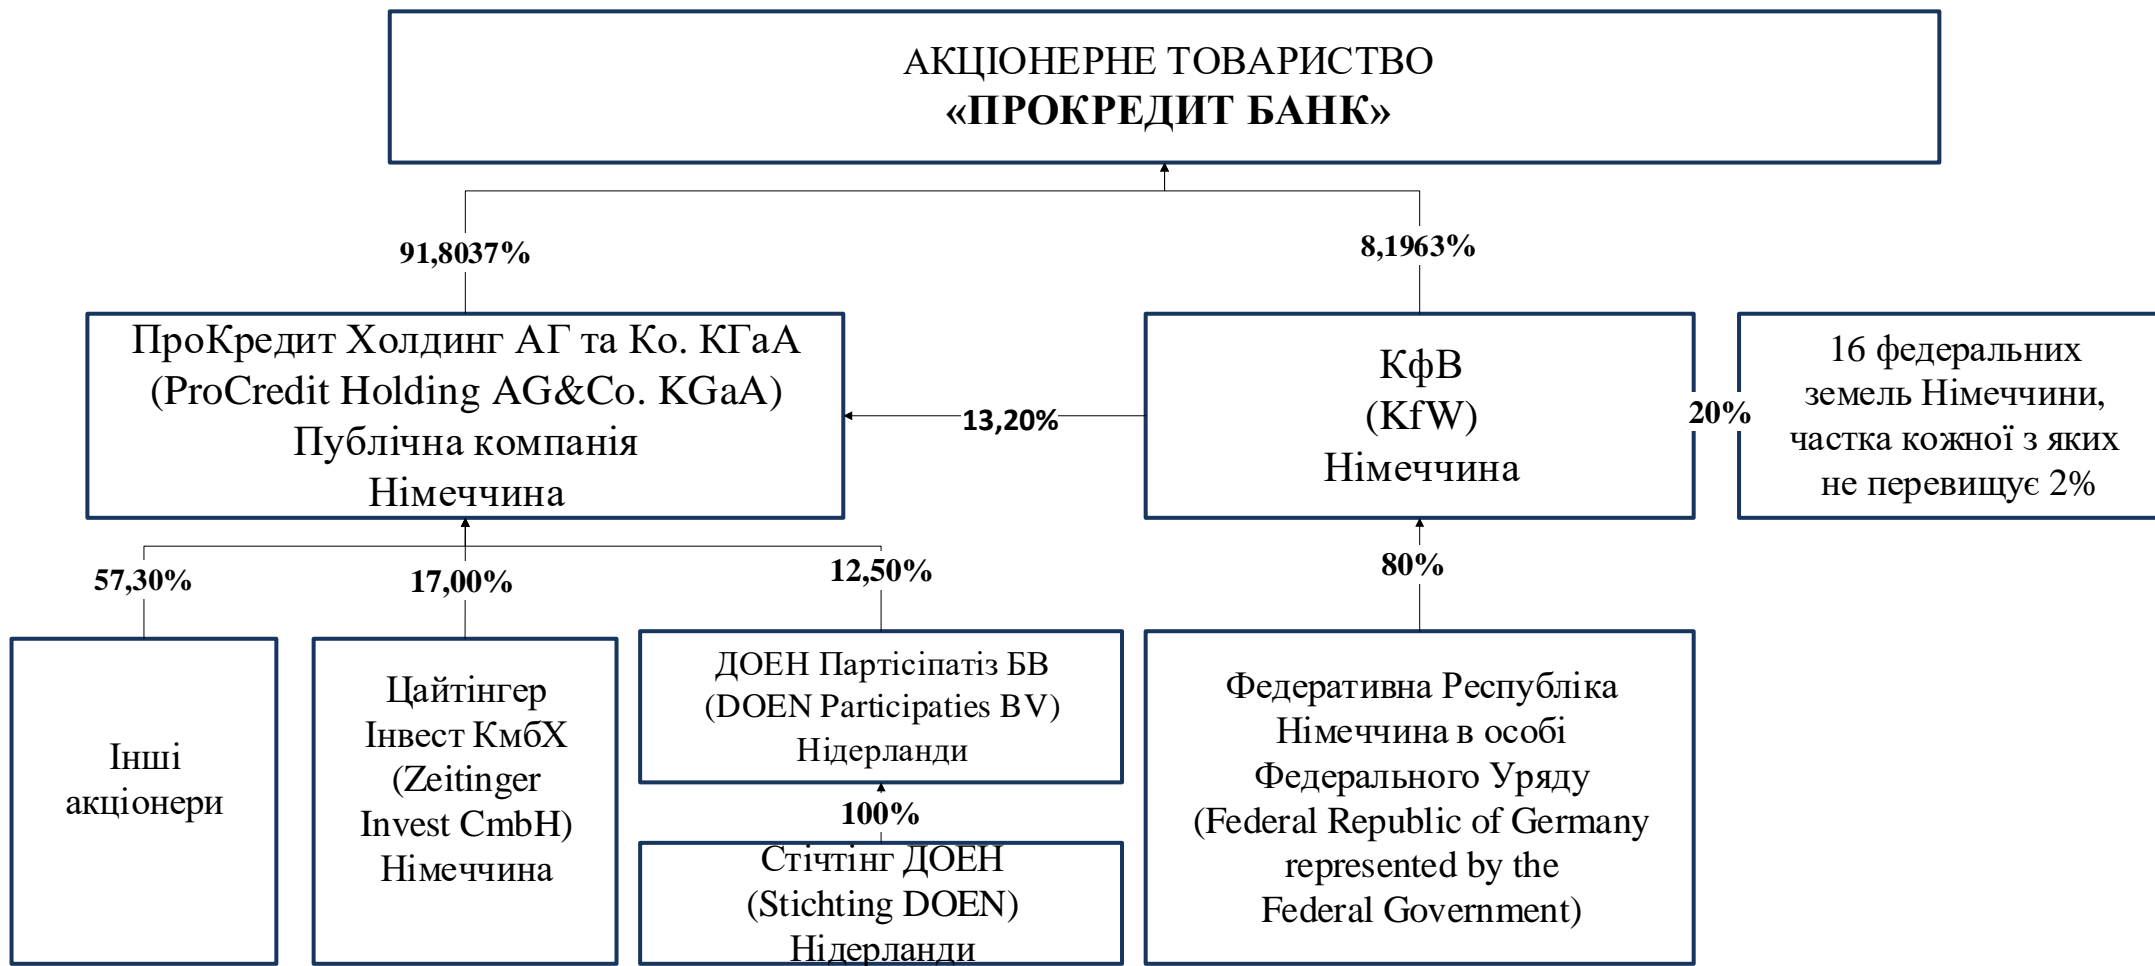 АКЦІОНЕРНЕ ТОВАРИСТВО
«ПРОКРЕДИТ БАНК»
91,8037%
8,1963%
ПроКредит Холдинг АГ та Ко. КГаА
(ProCredit Holding AG&Co. KGaA)
Публічна компанія
Німеччина
13,20%
КфВ
(KfW)
Німеччина
20%
16 федеральних
земель Німеччини,
частка кожної з яких
не перевищує 2%
57,30%
17,00%
12,50%
80%
Інші
акціонери
Цайтінгер
Інвест КмбХ
(Zeitinger
Invest CmbH)
Німеччина
ДОЕН Партісіпатіз БВ
(DOEN Participaties BV)
Нідерланди
100%
Стічтінг ДОЕН
(Stichting DOEN)
Нідерланди
Федеративна Республіка
Німеччина в особі
Федерального Уряду
(Federal Republic of Germany
represented by the
Federal Government)